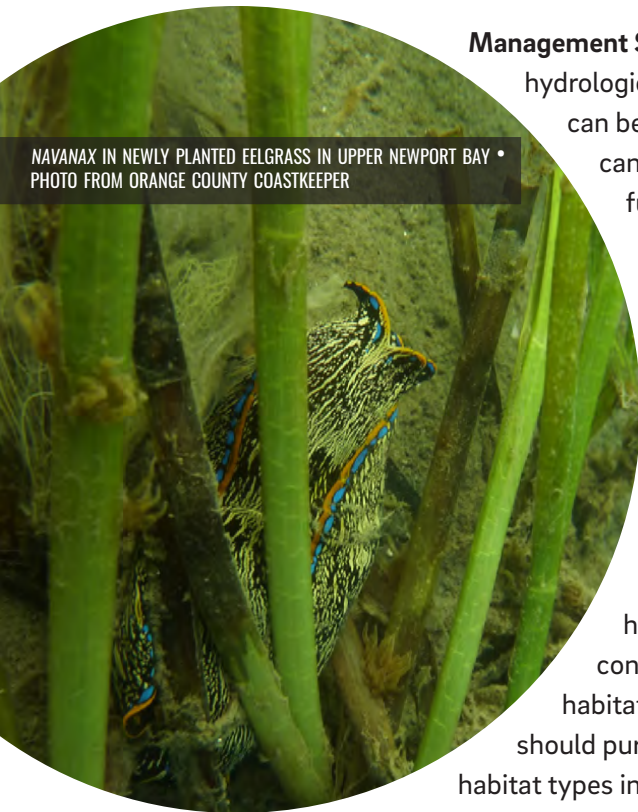 NAVANAX IN NEWLY PLANTED EELGRASS IN UPPER NEWPORT BAY •
PHOTO FROM ORANGE COUNTY COASTKEEPER
Management S
hydrologic
can be
can
fu
h
con
habitat
should pur
habitat types in